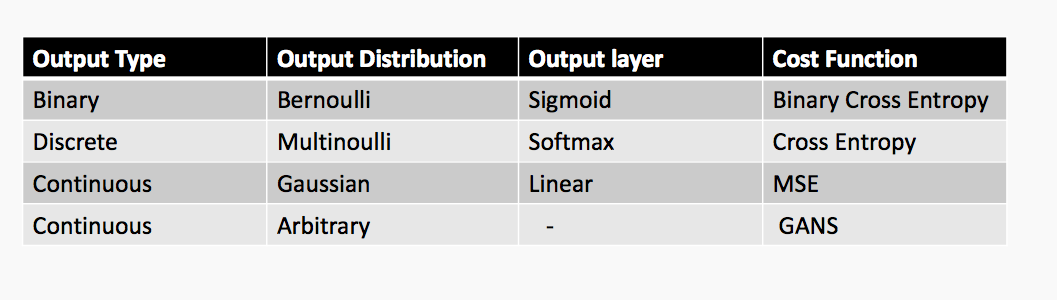 Output Type Output Distribution Output layer Cost Function
Binary Bernoulli Sigmoid Binary Cross Entropy
Discrete Multinoulli Softmax Cross Entropy
Continuous Gaussian Linear MSE
Continuous Arbitrary - GANS